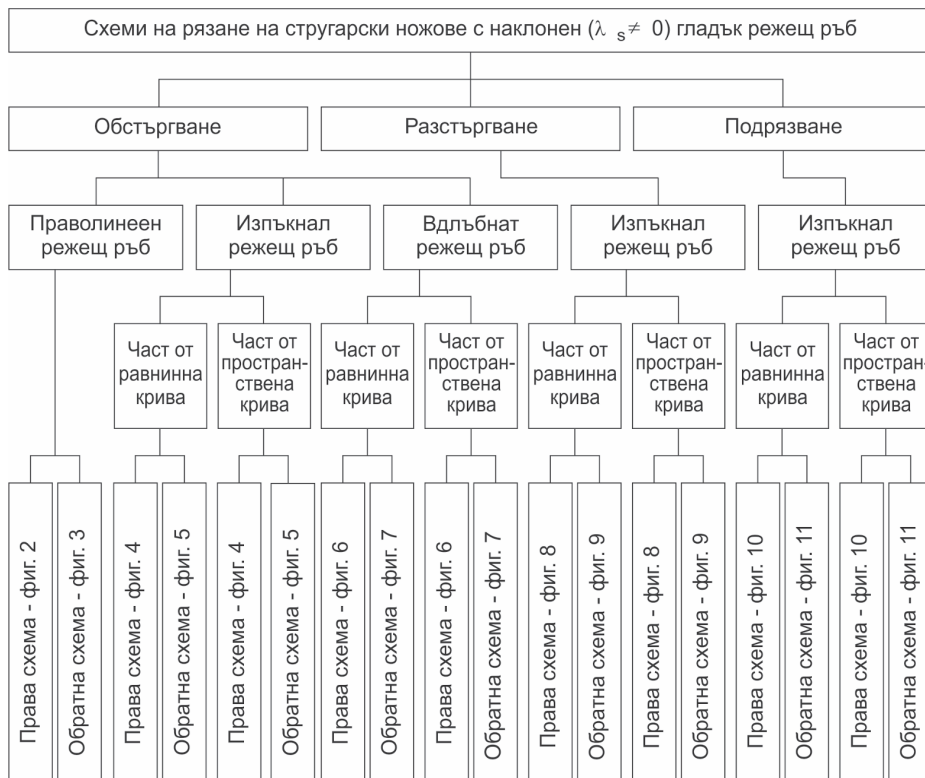 Схеми на рязане на стругарски ножове с наклонен (λ s ≠ 0) гладък режещ ръб
Обстъргване
Разстъргване
Подрязване
Праволинеен
режещ ръб
Изпъкнал
режещ ръб
Вдлъбнат
режещ ръб
Изпъкнал
режещ ръб
Изпъкнал
режещ ръб
Част от
равнинна
крива
Част от
простран-
ствена
крива
Част от
равнинна
крива
Част от
простран-
ствена
крива
Част от
равнинна
крива
Част от
простран-
ствена
крива
Част от
равнинна
крива
Част от
простран-
ствена
крива
Права схема - фиг. 2
Обратна схема - фиг. 3
Права схема - фиг. 4
Обратна схема - фиг. 5
Права схема - фиг. 4
Обратна схема - фиг. 5
Права схема - фиг. 6
Обратна схема - фиг. 7
Права схема - фиг. 6
Обратна схема - фиг. 7
Права схема - фиг. 8
Обратна схема - фиг. 9
Права схема - фиг. 8
Обратна схема - фиг. 9
Права схема - фиг. 10
Обратна схема - фиг. 11
Права схема - фиг. 10
Обратна схема - фиг. 11